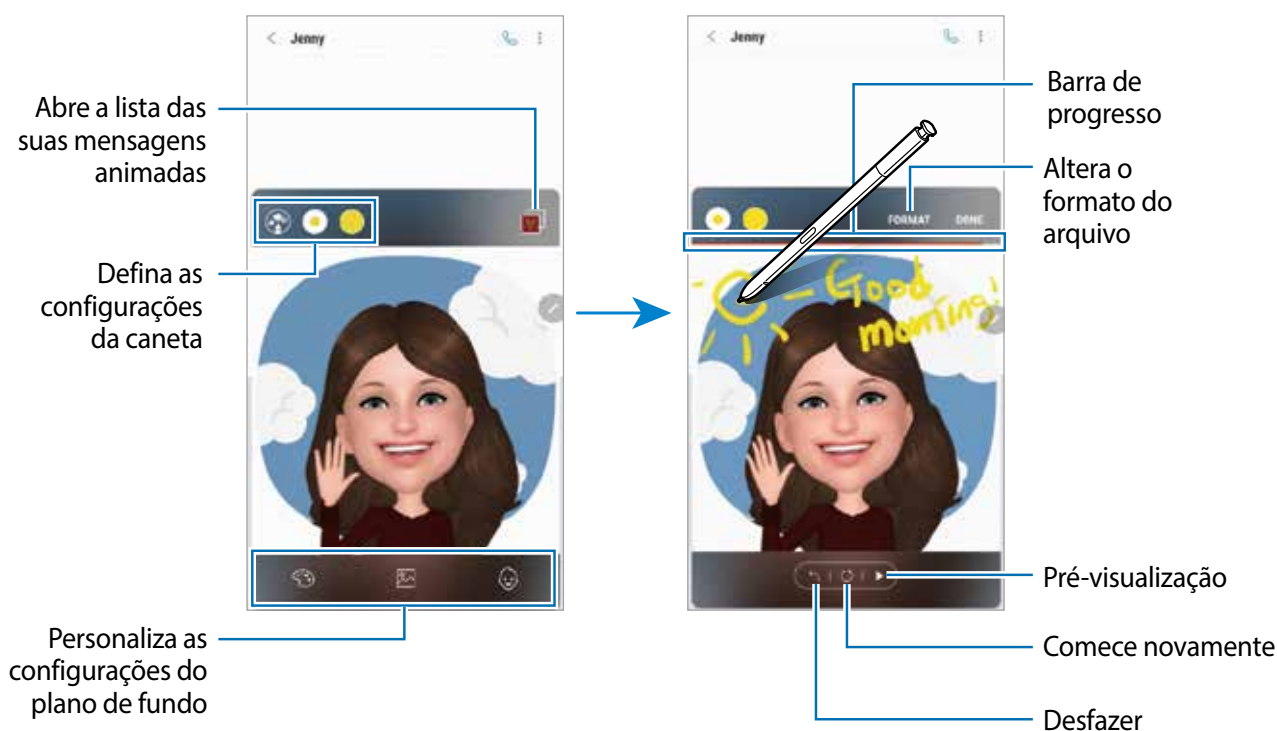 Jenny
Abre a lista das
suas mensagens
animadas
Defina as
configurações
da caneta
Personaliza as
configurações do
plano de fundo
Jenny
Barra de
progresso
Altera o
formato do
arquivo
FORMAT DONE
Good
morning!
Pré-visualização
Comece novamente
Desfazer